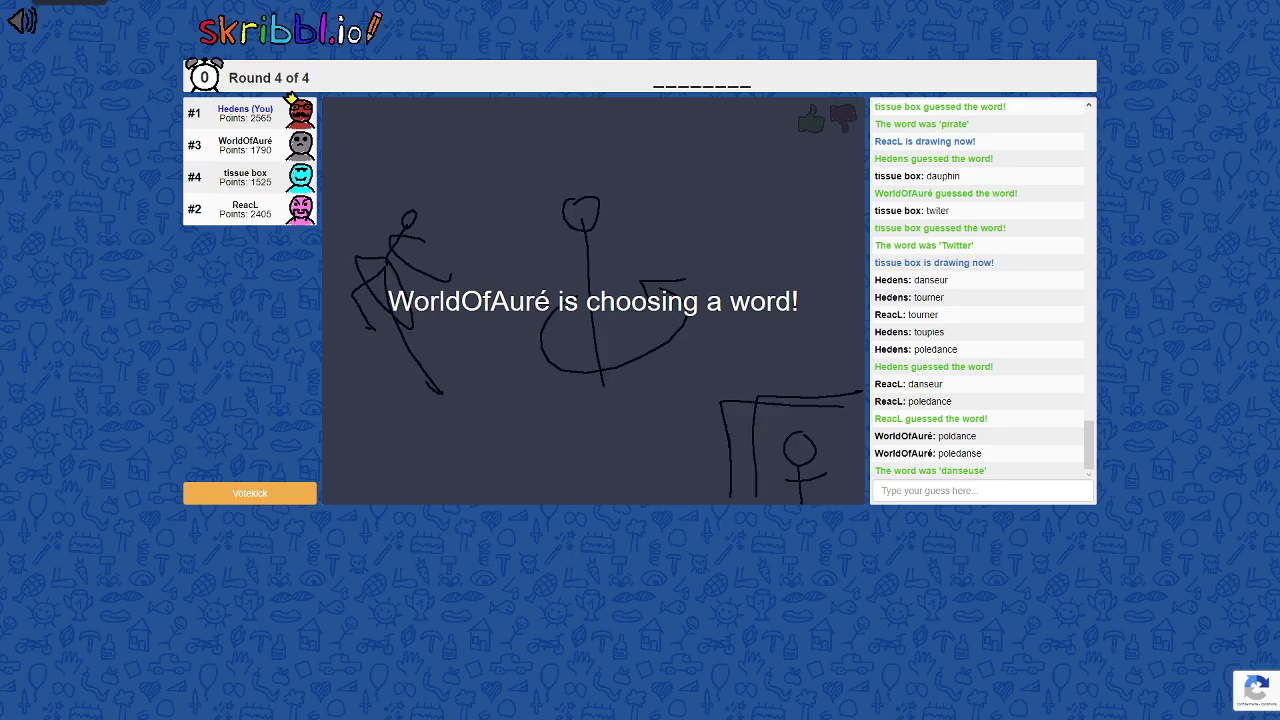 skribbl.io
0
Round 4 of 4
________
#1
Hedens (You)
Points: 2565
#3
WorldOfAuré
Points: 1790
#4
tissue box
Points: 1525
#2
ReacL
Points: 2405
Votekick
WorldOfAuré is choosing a word!
tissue box guessed the word!
The word was 'pirate'
ReacL is drawing now!
Hedens guessed the word!
tissue box: dauphin
WorldOfAuré guessed the word!
tissue box: twiter
tissue box guessed the word!
The word was 'Twitter'
tissue box is drawing now!
Hedens: danseur
Hedens: tourner
ReacL: tourner
Hedens: toupies
Hedens: poledance
Hedens guessed the word!
ReacL: danseur
ReacL: poledance
ReacL guessed the word!
WorldOfAuré: poldance
WorldOfAuré: poledanse
The word was 'danseuse'
Type your guess here...